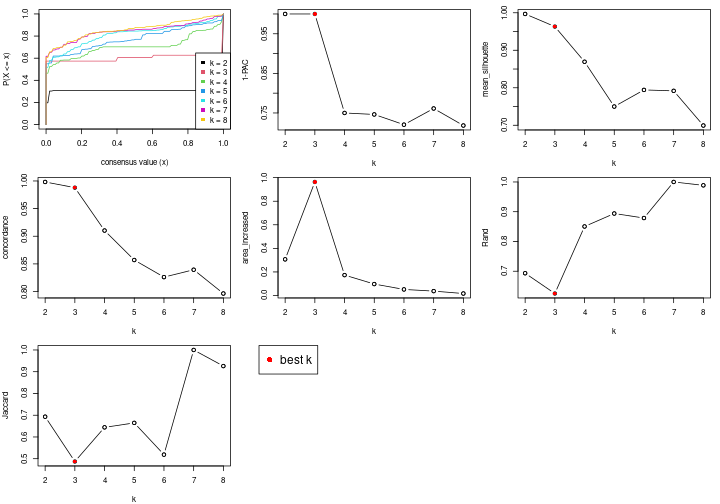 P(X <= x)
0.0 0.2 0.4 0.6 0.8 1.0
k = 2
k = 3
k = 4
k = 5
k = 6
k = 7
k = 8
0.0 0.2 0.4 0.6 0.8 1.0
consensus value (x)
1-PAC
0.75 0.85 0.95
2 3 4 5 6 7 8
k
mean_silhouette
0.70 0.80 0.90 1.00
2 3 4 5 6 7 8
k
concordance
0.80 0.85 0.90 0.95 1.00
2 3 4 5 6 7 8
k
area_increased
0.0 0.2 0.4 0.6 0.8 1.0
2 3 4 5 6 7 8
k
Rand
0.7 0.8 0.9 1.0
2 3 4 5 6 7 8
k
Jaccard
0.5 0.6 0.7 0.8 0.9 1.0
2 3 4 5 6 7 8
k
best k